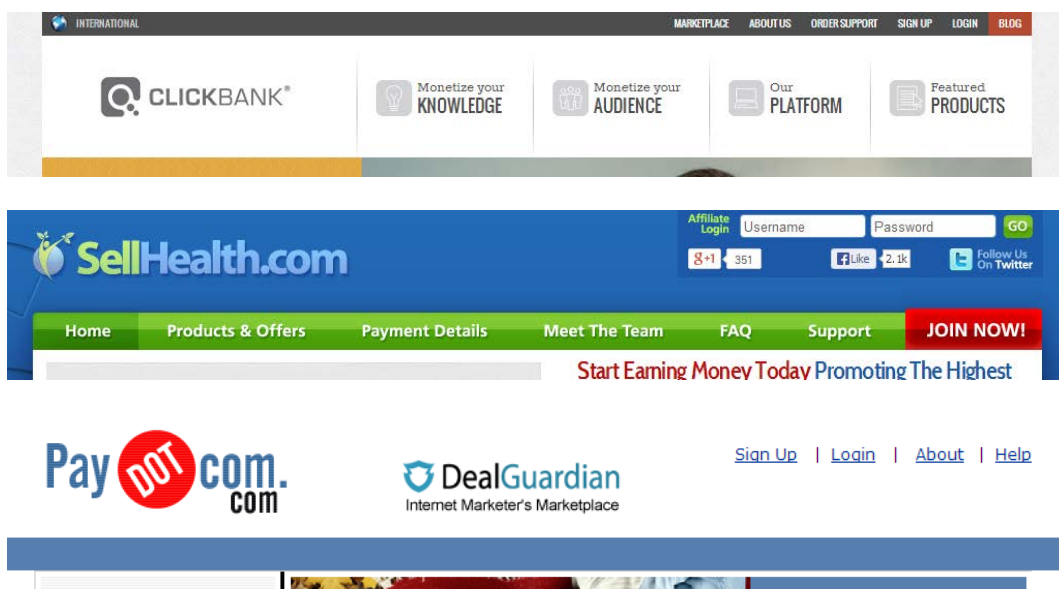 INTERNATIONAL MARKETPLACE ABOUT US ORDER SUPPORT SIGN UP LOGIN BLOG
CLICKBANK®
Monetize your
KNOWLEDGE
Monetize your
AUDIENCE
Our
PLATFORM
Featured
PRODUCTS
SellHealth.com
Affiliate
Login
Username Password GO
g+1 351 Like 2.1k
Follow Us
On Twitter
Home Products & Offers Payment Details Meet The Team FAQ Support JOIN NOW!
Start Earning Money Today Promoting The Highest
Pay DOT com.
com
DealGuardian
Internet Marketer's Marketplace
Sign Up | Login | About | Help